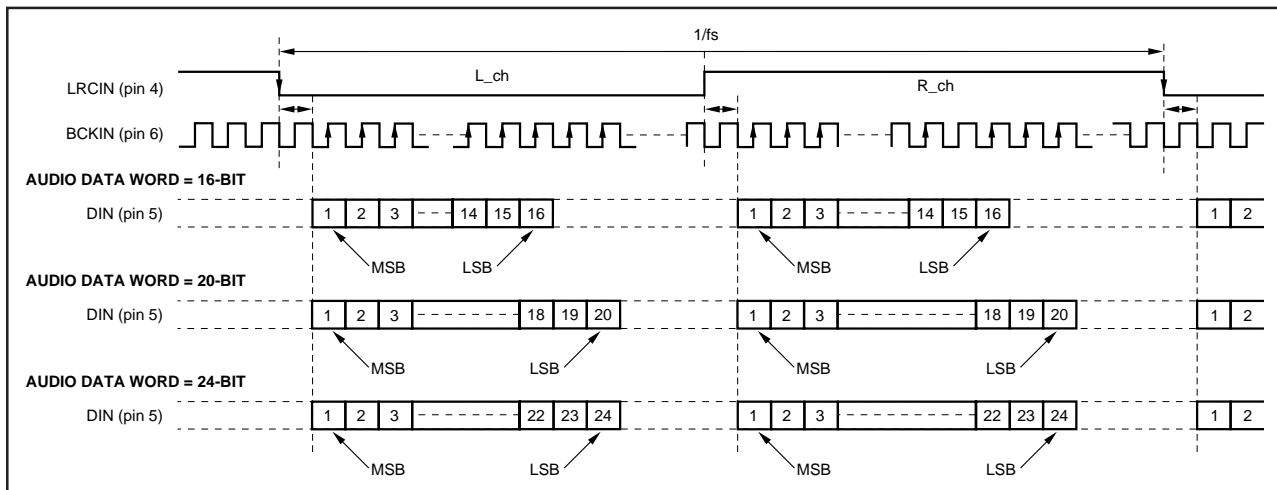 1/fs
LRCIN (pin 4) L_ch R_ch
BCKIN (pin 6)
AUDIO DATA WORD = 16-BIT
DIN (pin 5) 1 2 3 14 15 16 1 2 3 14 15 16 1 2
MSB LSB MSB LSB
AUDIO DATA WORD = 20-BIT
DIN (pin 5) 1 2 3 18 19 20 1 2 3 18 19 20 1 2
MSB LSB MSB LSB
AUDIO DATA WORD = 24-BIT
DIN (pin 5) 1 2 3 22 23 24 1 2 3 22 23 24 1 2
MSB LSB MSB LSB